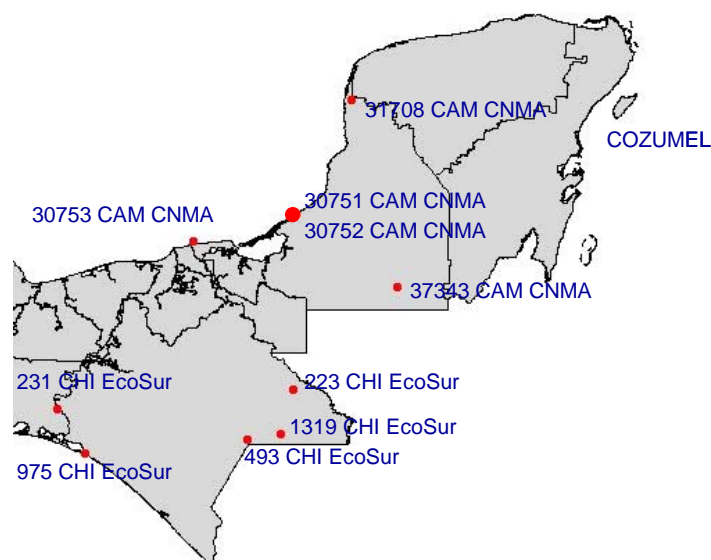 31708 CAM CNMA
COZUMEL
30751 CAM CNMA
30753 CAM CNMA
30752 CAM CNMA
37343 CAM CNMA
231 CHI EcoSur
223 CHI EcoSur
1319 CHI EcoSur
493 CHI EcoSur
975 CHI EcoSur